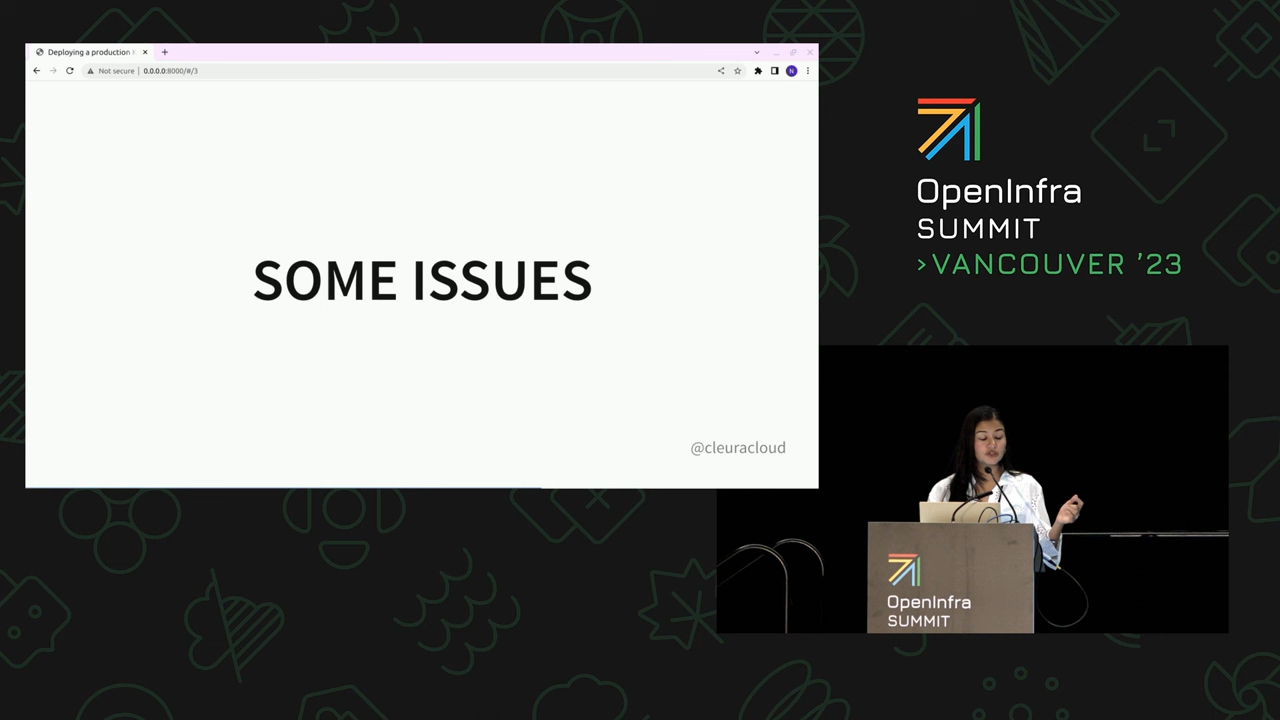 Deploying a production
Not secure
0.0.0.0:8000/#/3
N
SOME ISSUES
@cleuracloud
OpenInfra
SUMMIT
>VANCOUVER '23
OpenInfra
SUMMIT